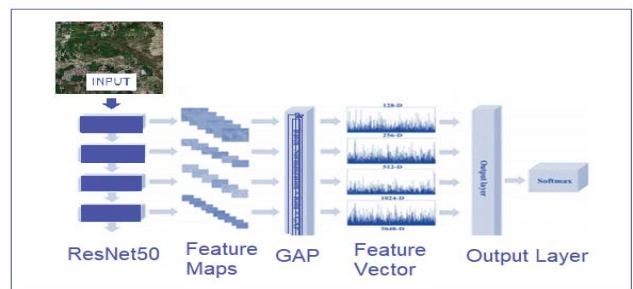 INPUT
128-D
256-D
512-D
1024-D
2048-D
Output layer
Softmax
ResNet50
Feature
Maps
GAP
Feature
Vector
Output Layer